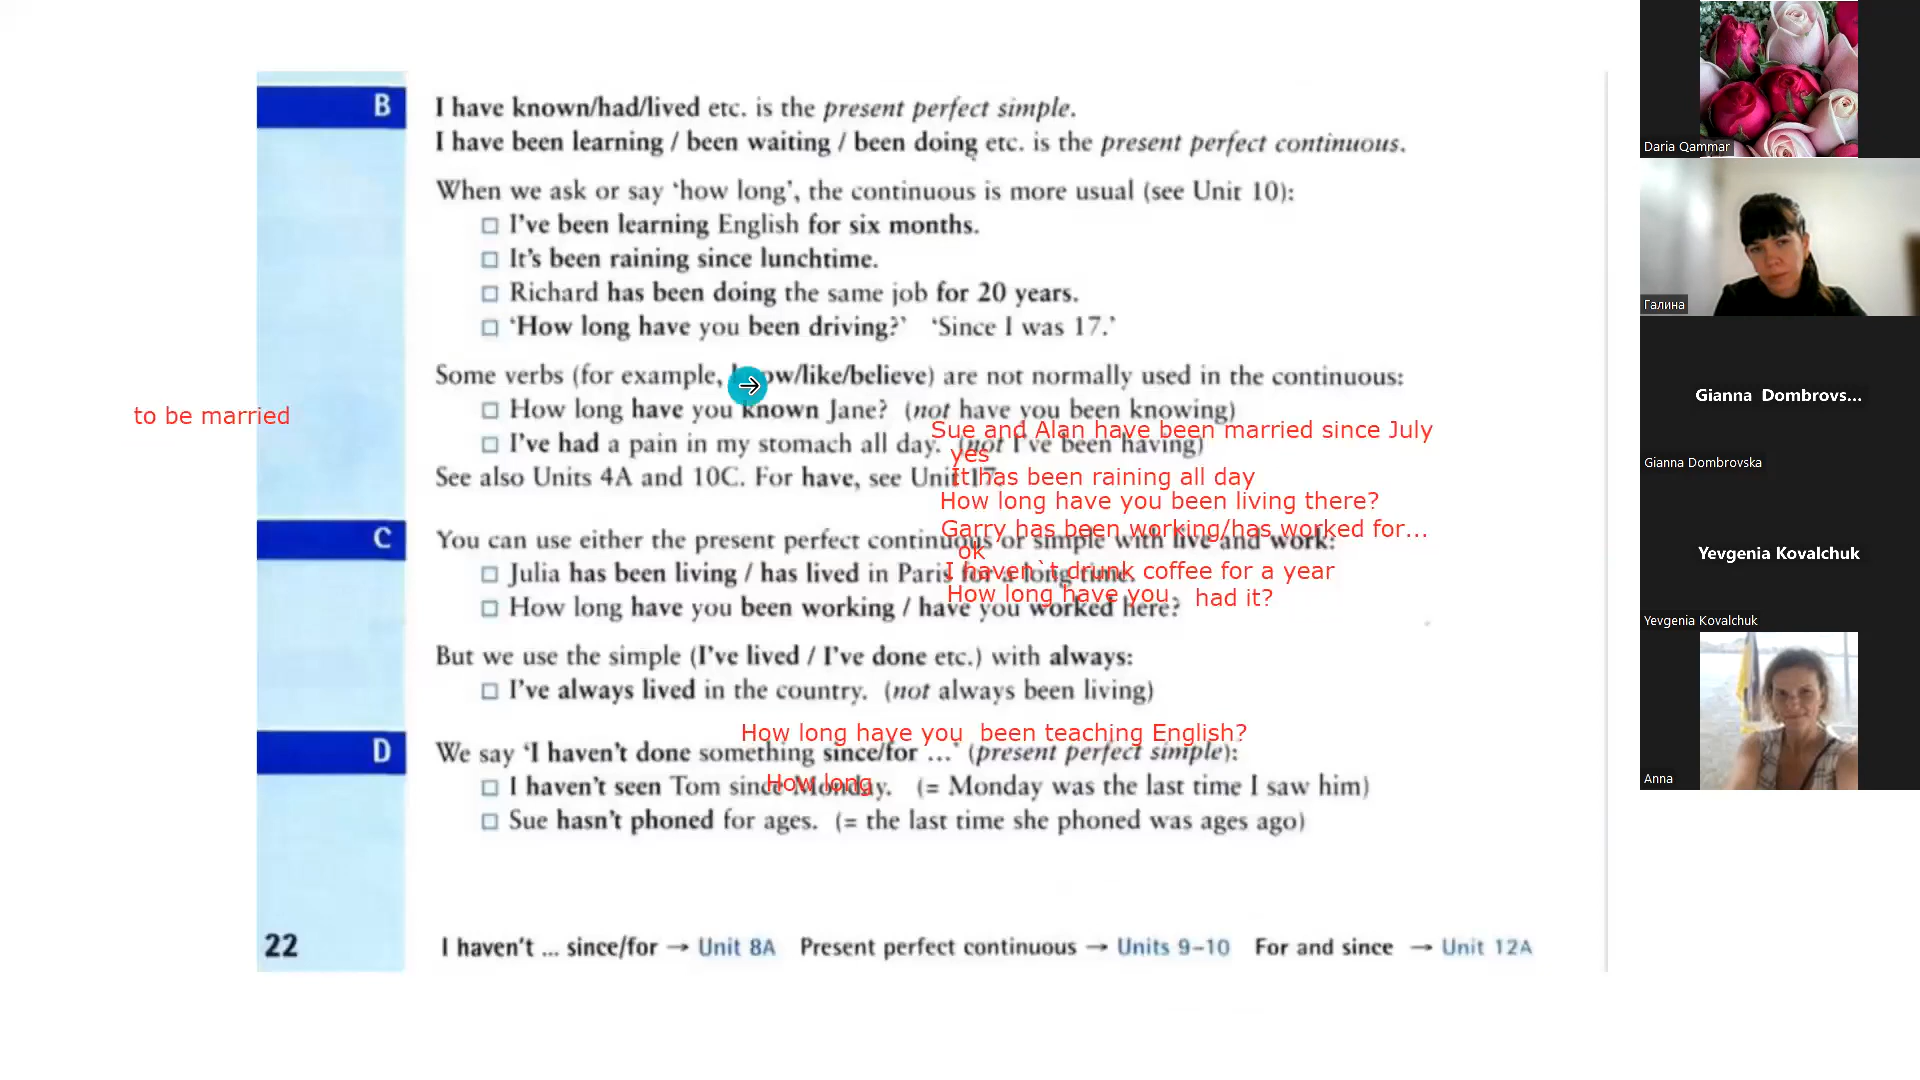 B
I have known/had/lived etc. is the present perfect simple.
I have been learning / been waiting / been doing etc. is the present perfect continuous.
When we ask or say ‘how long’, the continuous is more usual (see Unit 10):
I’ve been learning English for six months.
It’s been raining since lunchtime.
Richard has been doing the same job for 20 years.
‘How long have you been driving?’ ‘Since I was 17.’
Some verbs (for example, know/like/believe) are not normally used in the continuous:
How long have you known Jane? (not have you been knowing)
to be married
Sue and Alan have been married since July
I’ve had a pain in my stomach all day. (not I’ve been having)
yes
See also Units 4A and 10C. For have, see Unit 17.
It has been raining all day
How long have you been living there?
Garry has been working/has worked for...
C
You can use either the present perfect continuous or simple with live and work:
ok
Julia has been living / has lived in Paris for a long time.
I haven`t drunk coffee for a year
How long have you had it?
How long have you been working / have you worked here?
But we use the simple (I’ve lived / I’ve done etc.) with always:
I’ve always lived in the country. (not always been living)
How long have you been teaching English?
D
We say ‘I haven’t done something since/for ...’ (present perfect simple):
How long
I haven’t seen Tom since Monday. (= Monday was the last time I saw him)
Sue hasn’t phoned for ages. (= the last time she phoned was ages ago)
22
I haven’t ... since/for → Unit 8A Present perfect continuous → Units 9–10 For and since → Unit 12A
Daria Qammar
Галина
Gianna Dombrovs...
Gianna Dombrovska
Yevgenia Kovalchuk
Yevgenia Kovalchuk
Anna